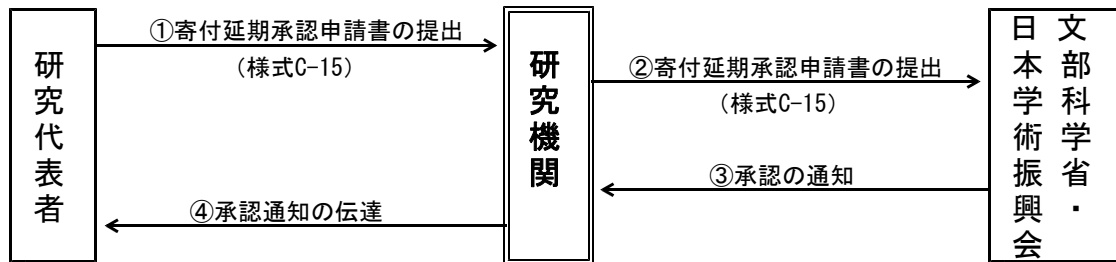 研究代表者
①寄付延期承認申請書の提出
（様式C-15）
研究機関
②寄付延期承認申請書の提出
（様式C-15）
③承認の通知
④承認通知の伝達
文部科学省・
日本学術振興会